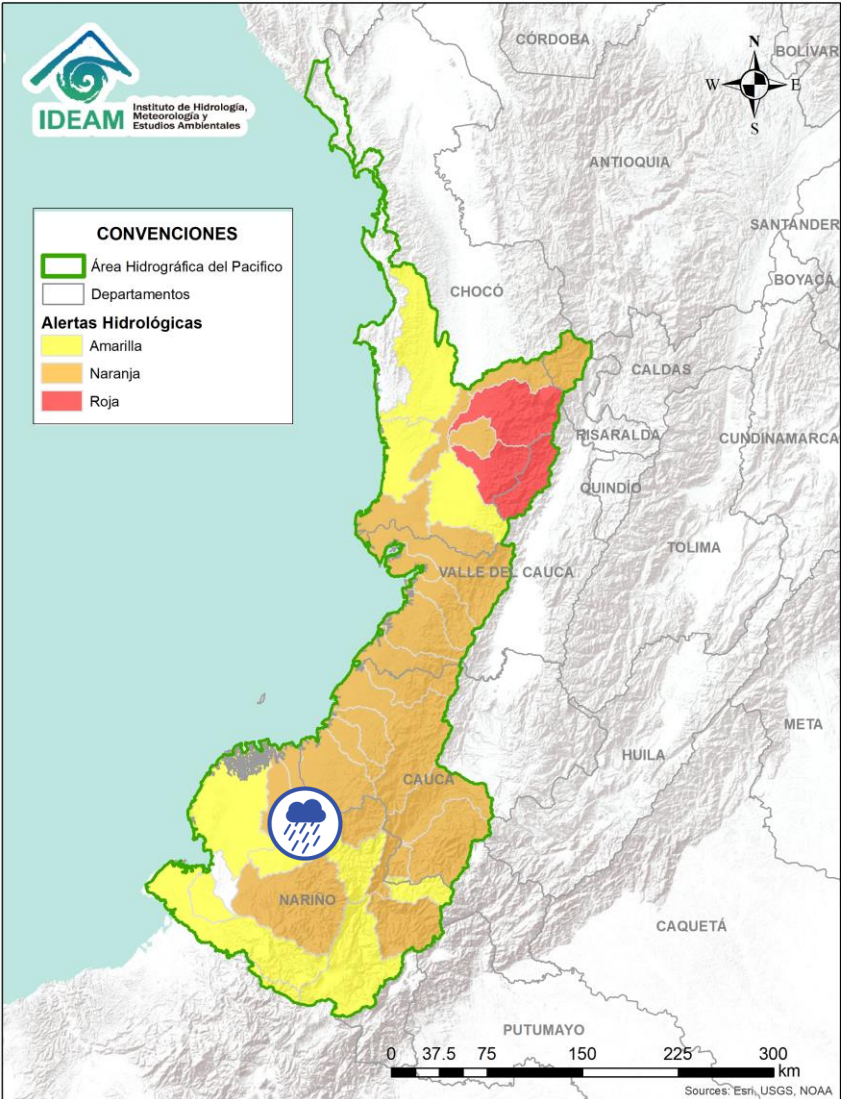 IDEAM
Instituto de Hidrología,
Meteorología y
Estudios Ambientales
CÓRDOBA
BOLÍVAR
N
W
E
S
ANTIOQUIA
SANTANDER
CONVENCIONES
Área Hidrográfica del Pacifico
Departamentos
Alertas Hidrológicas
Amarilla
Naranja
Roja
BOYACÁ
CHOCÓ
CALDAS
RISARALDA
CUNDINAMARCA
QUINDÍO
TOLIMA
VALLE DEL CAUCA
META
HUILA
CAUCA
NARIÑO
CAQUETÁ
PUTUMAYO
0 37.5 75 150 225 300
km
Sources: Esri, USGS, NOAA